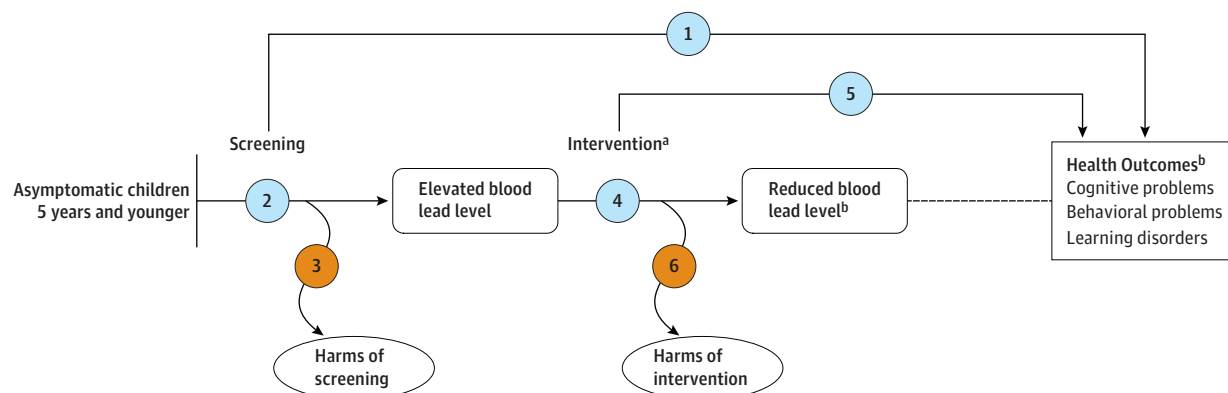 1
5
Screening
Interventionᵃ
Asymptomatic children
5 years and younger
2
Elevated blood
lead level
4
Reduced blood
lead levelᵇ
Health Outcomesᵇ
Cognitive problems
Behavioral problems
Learning disorders
3
6
Harms of
screening
Harms of
intervention